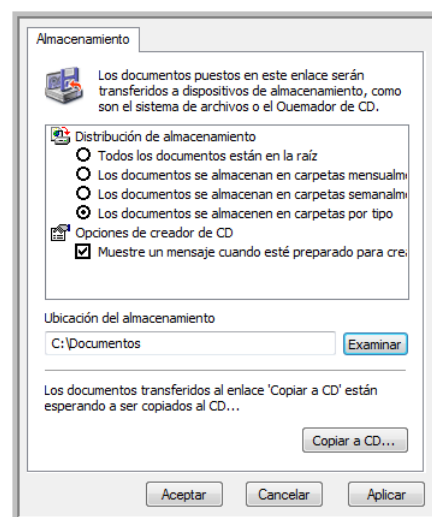 Almacenamiento
Los documentos puestos en este enlace serán
transferidos a dispositivos de almacenamiento, como
son el sistema de archivos o el Ouemador de CD.
Distribución de almacenamiento
Todos los documentos están en la raíz
Los documentos se almacenan en carpetas mensualm
Los documentos se almacenan en carpetas semanalm
Los documentos se almacenen en carpetas por tipo
Opciones de creador de CD
Muestre un mensaje cuando esté preparado para crea
Ubicación del almacenamiento
C:\Documentos
Examinar
Los documentos transferidos al enlace 'Copiar a CD' están
esperando a ser copiados al CD...
Copiar a CD...
Aceptar Cancelar Aplicar